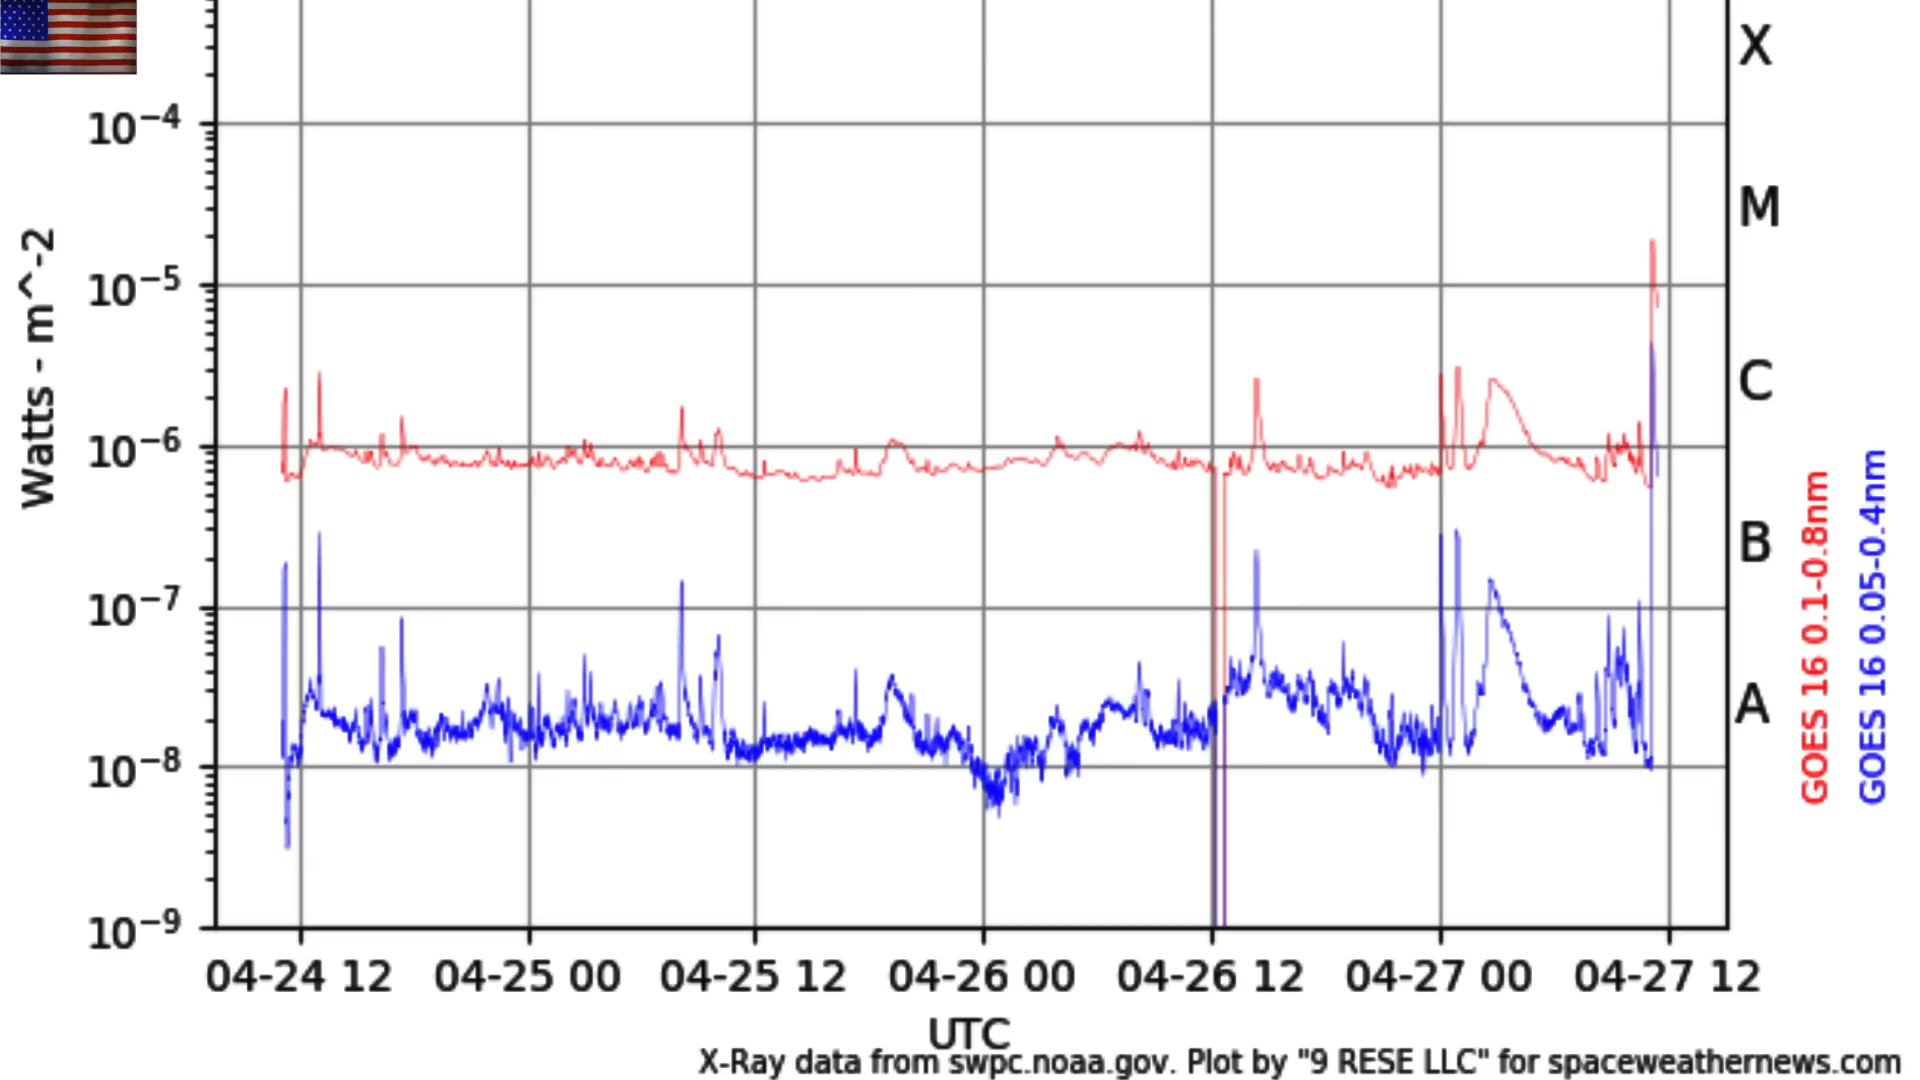 X
10−4
M
10−5
C
10−6
B
10−7
A
10−8
10−9
Watts - m^-2
GOES 16 0.1-0.8nm
GOES 16 0.05-0.4nm
04-24 12 04-25 00 04-25 12 04-26 00 04-26 12 04-27 00 04-27 12
UTC
X-Ray data from swpc.noaa.gov. Plot by "9 RESE LLC" for spaceweathernews.com